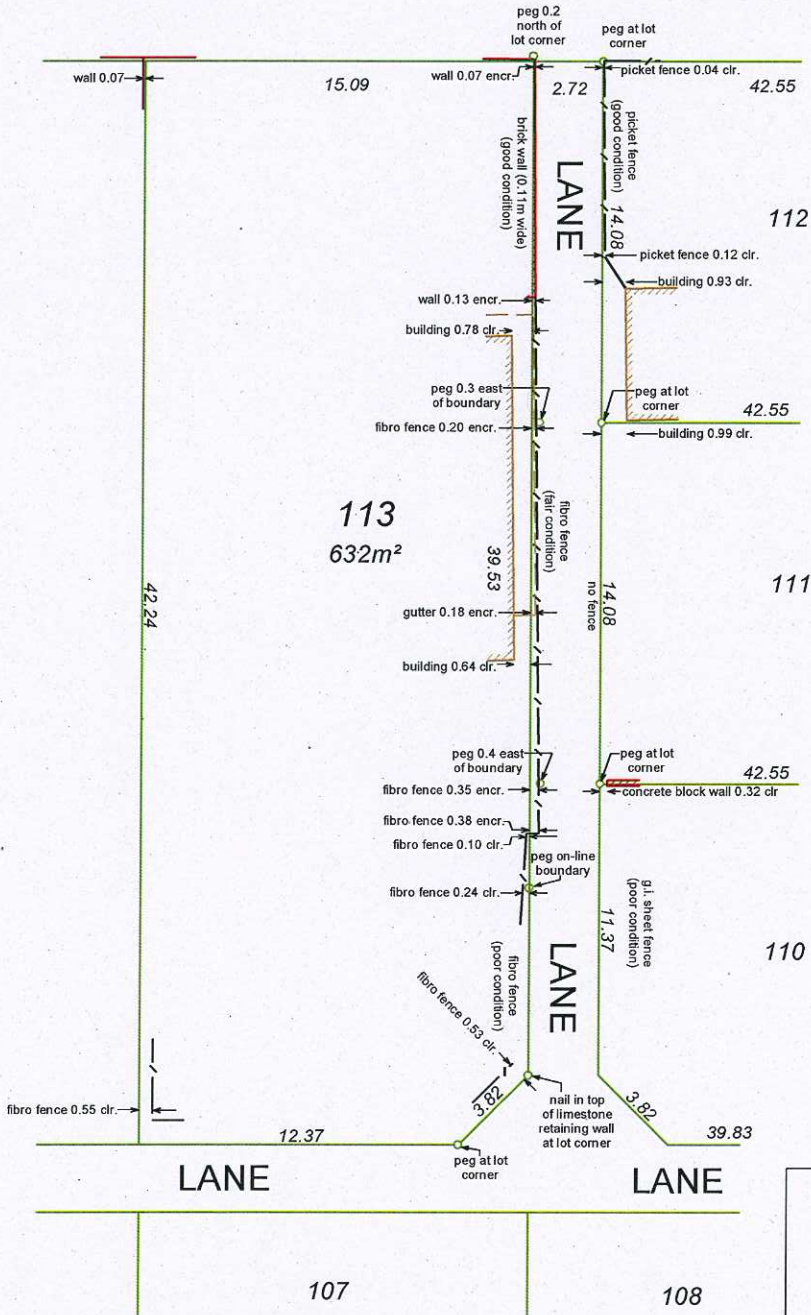 peg 0.2
north of
lot corner
peg at lot
corner
wall 0.07
15.09
wall 0.07 encr.
2.72
picket fence 0.04 clr.
42.55
brick wall (0.11m wide)
(good condition)
LANE
picket fence
(good condition)
14.08
112
picket fence 0.12 clr.
building 0.93 clr.
wall 0.13 encr.
building 0.78 clr.
peg 0.3 east
of boundary
peg at lot
corner
42.55
fibro fence 0.20 encr.
building 0.99 clr.
113
632m²
fibro fence
(fair condition)
39.53
42.24
14.08
no fence
111
gutter 0.18 encr.
building 0.64 clr.
peg 0.4 east
of boundary
peg at lot
corner
42.55
fibro fence 0.35 encr.
concrete block wall 0.32 clr
fibro fence 0.38 encr.
fibro fence 0.10 clr.
peg on-line
boundary
fibro fence 0.24 clr.
g.i. sheet fence
(poor condition)
11.37
110
fibro fence
(poor condition)
LANE
fibro fence 0.53 clr.
3.82
nail in top
of limestone
retaining wall
at lot corner
3.82
fibro fence 0.55 clr.
12.37
39.83
peg at lot
corner
LANE
LANE
107
108